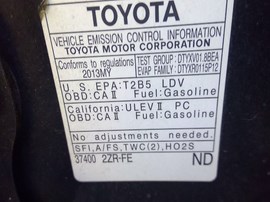 TOYOTA
VEHICLE EMISSION CONTROL INFORMATION
TOYOTA MOTOR CORPORATION
Conforms to regulations 2013MY
TEST GROUP: DTYXV01.8BEA
EVAP FAMILY: DTYXR0115P12
U.S. EPA:T2B5 LDV
OBD:CAⅡ Fuel:Gasoline
California:ULEVⅡ PC
OBD:CAⅡ Fuel:Gasoline
No adjustments needed.
SFI,A/FS,TWC(2),HO2S
37400 2ZR-FE ND